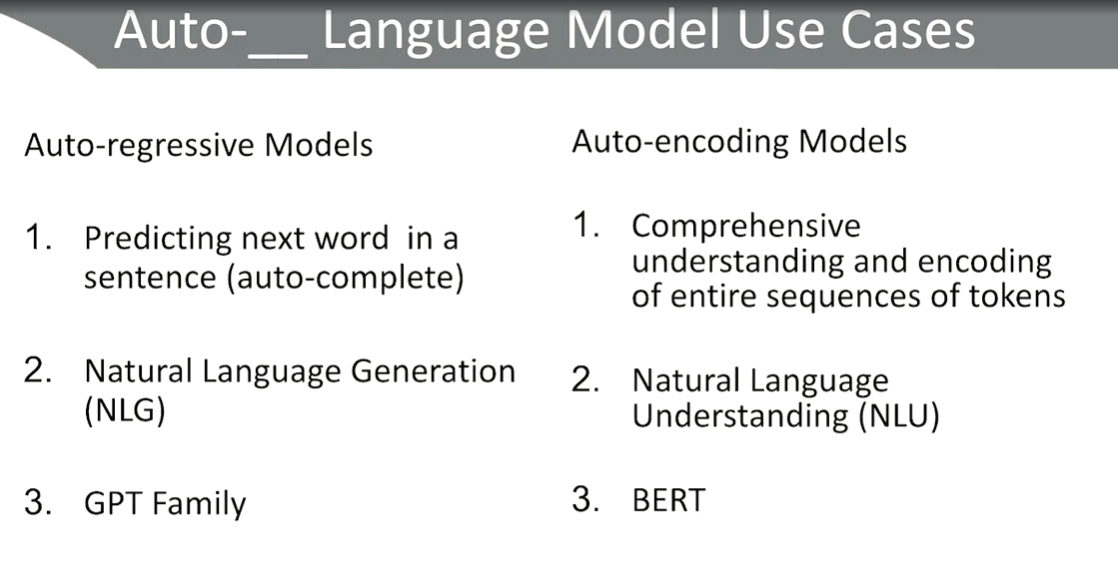 Auto-__ Language Model Use Cases
Auto-regressive Models
1. Predicting next word in a
sentence (auto-complete)
2. Natural Language Generation
(NLG)
3. GPT Family
Auto-encoding Models
1. Comprehensive
understanding and encoding
of entire sequences of tokens
2. Natural Language
Understanding (NLU)
3. BERT